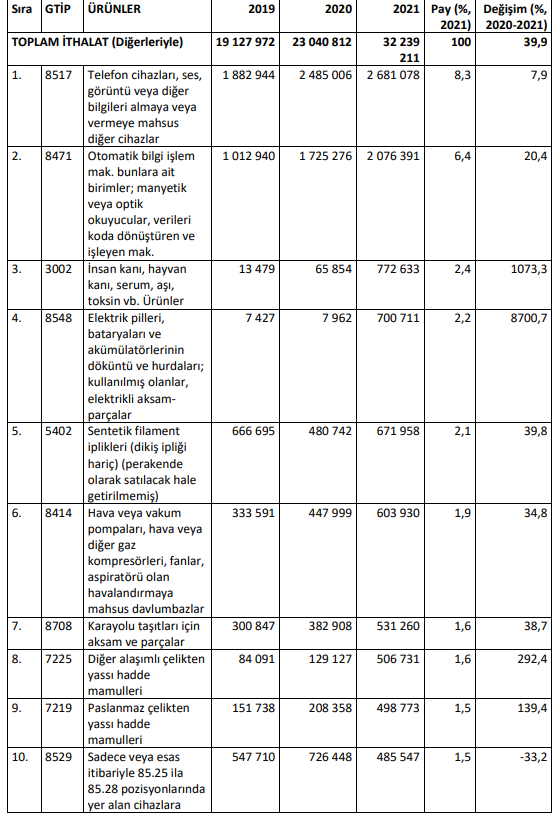 Sıra GTİP ÜRÜNLER 2019 2020 2021 Pay (%, Değişim (%,
2021) 2020-2021)
TOPLAM İTHALAT (Diğerleriyle) 19 127 972 23 040 812 32 239 100 39,9
211
1. 8517 Telefon cihazları, ses, 1 882 944 2 485 006 2 681 078 8,3 7,9
görüntü veya diğer
bilgileri almaya veya
vermeye mahsus
diğer cihazlar
2. 8471 Otomatik bilgi işlem 1 012 940 1 725 276 2 076 391 6,4 20,4
mak. bunlara ait
birimler; manyetik
veya optik
okuyucular, verileri
koda dönüştüren ve
işleyen mak.
3. 3002 İnsan kanı, hayvan 13 479 65 854 772 633 2,4 1073,3
kanı, serum, aşı,
toksin vb. Ürünler
4. 8548 Elektrik pilleri, 7 427 7 962 700 711 2,2 8700,7
bataryaları ve
akümülatörlerinin
döküntü ve hurdaları;
kullanılmış olanlar,
elektrikli aksam-
parçalar
5. 5402 Sentetik filament 666 695 480 742 671 958 2,1 39,8
iplikleri (dikiş ipliği
hariç) (perakende
olarak satılacak hale
getirilmemiş)
6. 8414 Hava veya vakum 333 591 447 999 603 930 1,9 34,8
pompaları, hava veya
diğer gaz
kompresörleri, fanlar,
aspiratörü olan
havalandırmaya
mahsus davlumbazlar
7. 8708 Karayolu taşıtları için 300 847 382 908 531 260 1,6 38,7
aksam ve parçalar
8. 7225 Diğer alaşımlı çelikten 84 091 129 127 506 731 1,6 292,4
yassı hadde
mamulleri
9. 7219 Paslanmaz çelikten 151 738 208 358 498 773 1,5 139,4
yassı hadde
mamulleri
10. 8529 Sadece veya esas 547 710 726 448 485 547 1,5 -33,2
itibariyle 85.25 ila
85.28 pozisyonlarında
yer alan cihazlara